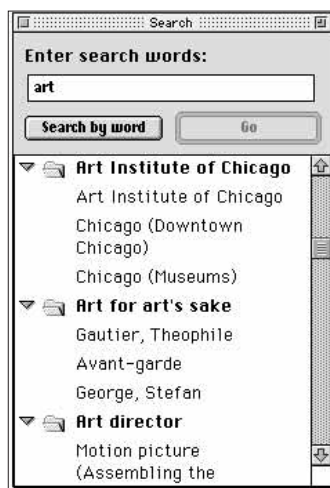 Search
Enter search words:
art
Search by word
Go
Art Institute of Chicago
Art Institute of Chicago
Chicago (Downtown
Chicago)
Chicago (Museums)
Art for art's sake
Gautier, Theophile
Avant-garde
George, Stefan
Art director
Motion picture
(Assembling the